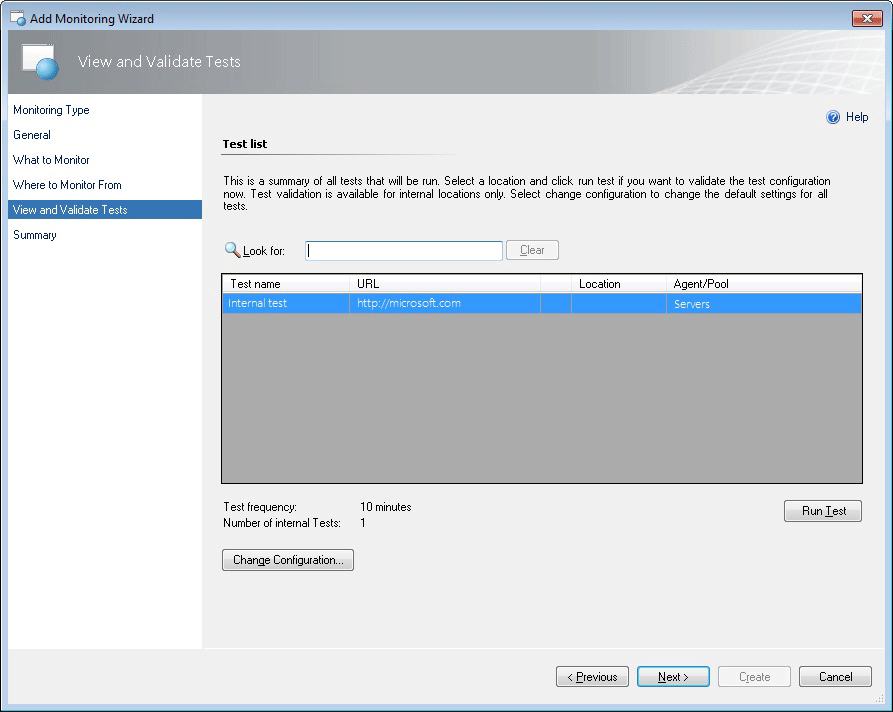 Add Monitoring Wizard
View and Validate Tests
Monitoring Type
General
What to Monitor
Where to Monitor From
View and Validate Tests
Summary
Help
Test list
This is a summary of all tests that will be run. Select a location and click run test if you want to validate the test configuration
now. Test validation is available for internal locations only. Select change configuration to change the default settings for all
tests.
Look for:
Clear
Test name URL Location Agent/Pool
Internal test http://microsoft.com Servers
Test frequency: 10 minutes
Number of internal Tests: 1
Run Test
Change Configuration...
< Previous Next > Create Cancel